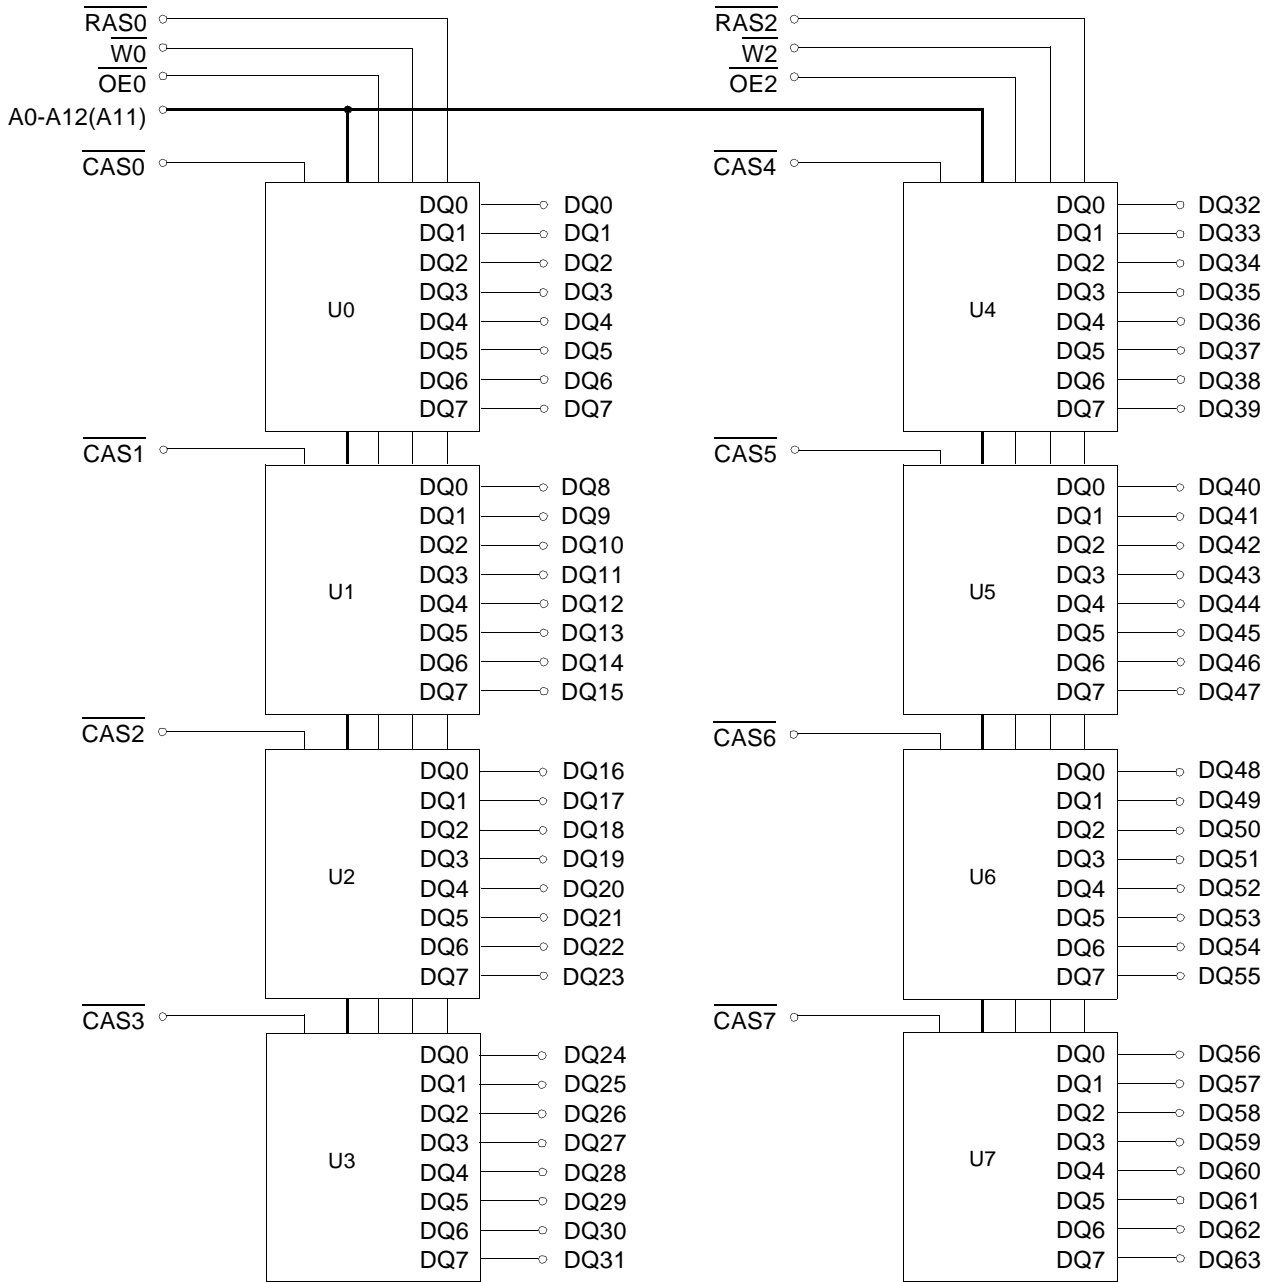 RAS0
W0
OE0
A0-A12(A11)
CAS0
U0
DQ0 DQ0
DQ1 DQ1
DQ2 DQ2
DQ3 DQ3
DQ4 DQ4
DQ5 DQ5
DQ6 DQ6
DQ7 DQ7
CAS1
U1
DQ0 DQ8
DQ1 DQ9
DQ2 DQ10
DQ3 DQ11
DQ4 DQ12
DQ5 DQ13
DQ6 DQ14
DQ7 DQ15
CAS2
U2
DQ0 DQ16
DQ1 DQ17
DQ2 DQ18
DQ3 DQ19
DQ4 DQ20
DQ5 DQ21
DQ6 DQ22
DQ7 DQ23
CAS3
U3
DQ0 DQ24
DQ1 DQ25
DQ2 DQ26
DQ3 DQ27
DQ4 DQ28
DQ5 DQ29
DQ6 DQ30
DQ7 DQ31
RAS2
W2
OE2
CAS4
U4
DQ0 DQ32
DQ1 DQ33
DQ2 DQ34
DQ3 DQ35
DQ4 DQ36
DQ5 DQ37
DQ6 DQ38
DQ7 DQ39
CAS5
U5
DQ0 DQ40
DQ1 DQ41
DQ2 DQ42
DQ3 DQ43
DQ4 DQ44
DQ5 DQ45
DQ6 DQ46
DQ7 DQ47
CAS6
U6
DQ0 DQ48
DQ1 DQ49
DQ2 DQ50
DQ3 DQ51
DQ4 DQ52
DQ5 DQ53
DQ6 DQ54
DQ7 DQ55
CAS7
U7
DQ0 DQ56
DQ1 DQ57
DQ2 DQ58
DQ3 DQ59
DQ4 DQ60
DQ5 DQ61
DQ6 DQ62
DQ7 DQ63